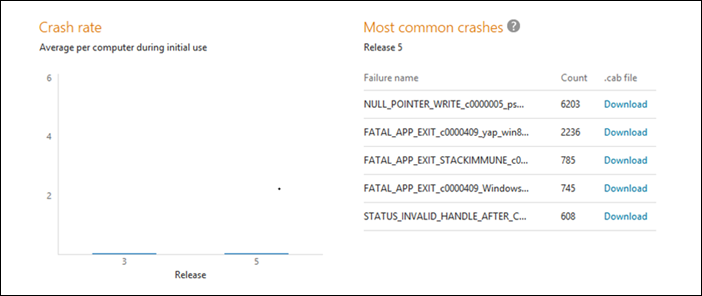 Crash rate
Average per computer during initial use
6
4
2
3 5
Release
Most common crashes ?
Release 5
Failure name Count .cab file
NULL_POINTER_WRITE_c0000005_ps... 6203 Download
FATAL_APP_EXIT_c0000409_yap_win8... 2236 Download
FATAL_APP_EXIT_STACKIMMUNE_c0... 785 Download
FATAL_APP_EXIT_c0000409_Windows... 745 Download
STATUS_INVALID_HANDLE_AFTER_C... 608 Download